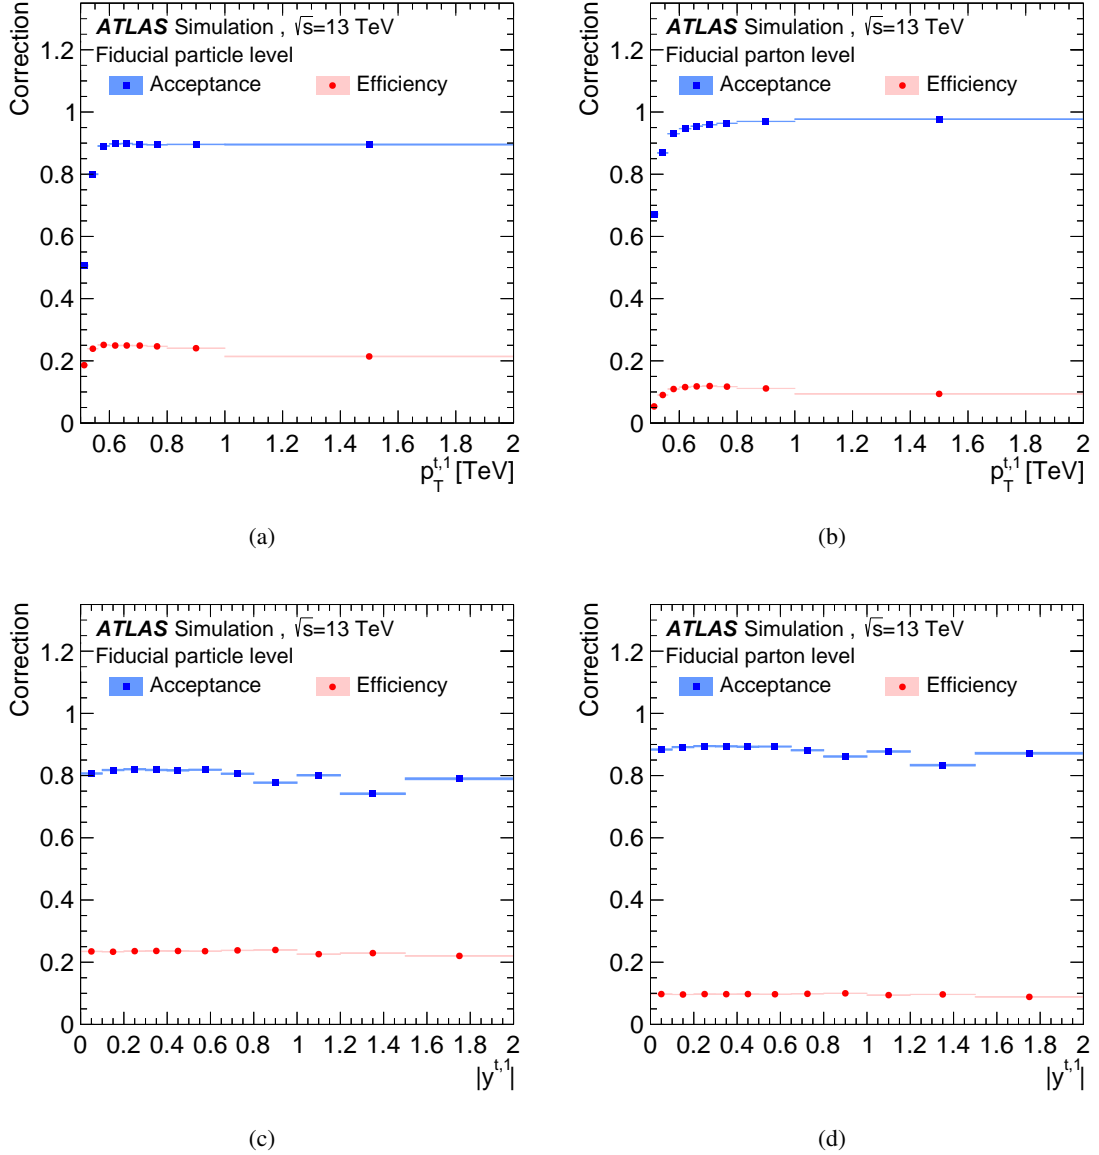 ATLAS Simulation , √s=13 TeV
Fiducial particle level
Acceptance Efficiency
Correction
1.2
1
0.8
0.6
0.4
0.2
0
0.6 0.8 1 1.2 1.4 1.6 1.8 2
p_T^{t,1} [TeV]
(a)
ATLAS Simulation , √s=13 TeV
Fiducial parton level
Acceptance Efficiency
Correction
1.2
1
0.8
0.6
0.4
0.2
0
0.6 0.8 1 1.2 1.4 1.6 1.8 2
p_T^{t,1} [TeV]
(b)
ATLAS Simulation , √s=13 TeV
Fiducial particle level
Acceptance Efficiency
Correction
1.2
1
0.8
0.6
0.4
0.2
0
0 0.2 0.4 0.6 0.8 1 1.2 1.4 1.6 1.8 2
|y^{t,1}|
(c)
ATLAS Simulation , √s=13 TeV
Fiducial parton level
Acceptance Efficiency
Correction
1.2
1
0.8
0.6
0.4
0.2
0
0 0.2 0.4 0.6 0.8 1 1.2 1.4 1.6 1.8 2
|y^{t,1}|
(d)